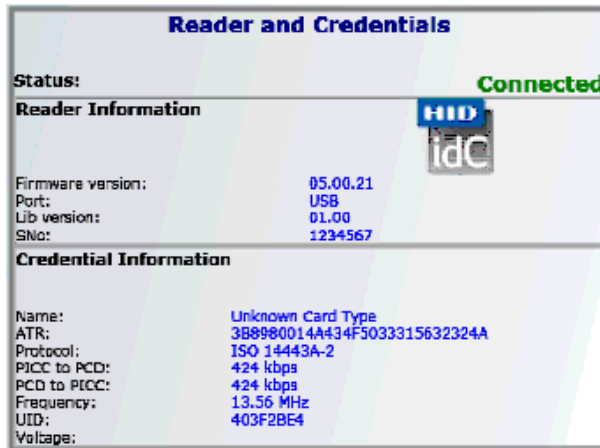 Reader and Credentials
Status: Connected
Reader Information
HID
idC
Firmware version: 05.00.21
Port: USB
Lib version: 01.00
SNo: 1234567
Credential Information
Name: Unknown Card Type
ATR: 3B8980014A434F5033315632324A
Protocol: ISO 14443A-2
PICC to PCD: 424 kbps
PCD to PICC: 424 kbps
Frequency: 13.56 MHz
UID: 403F2BE4
Voltage: